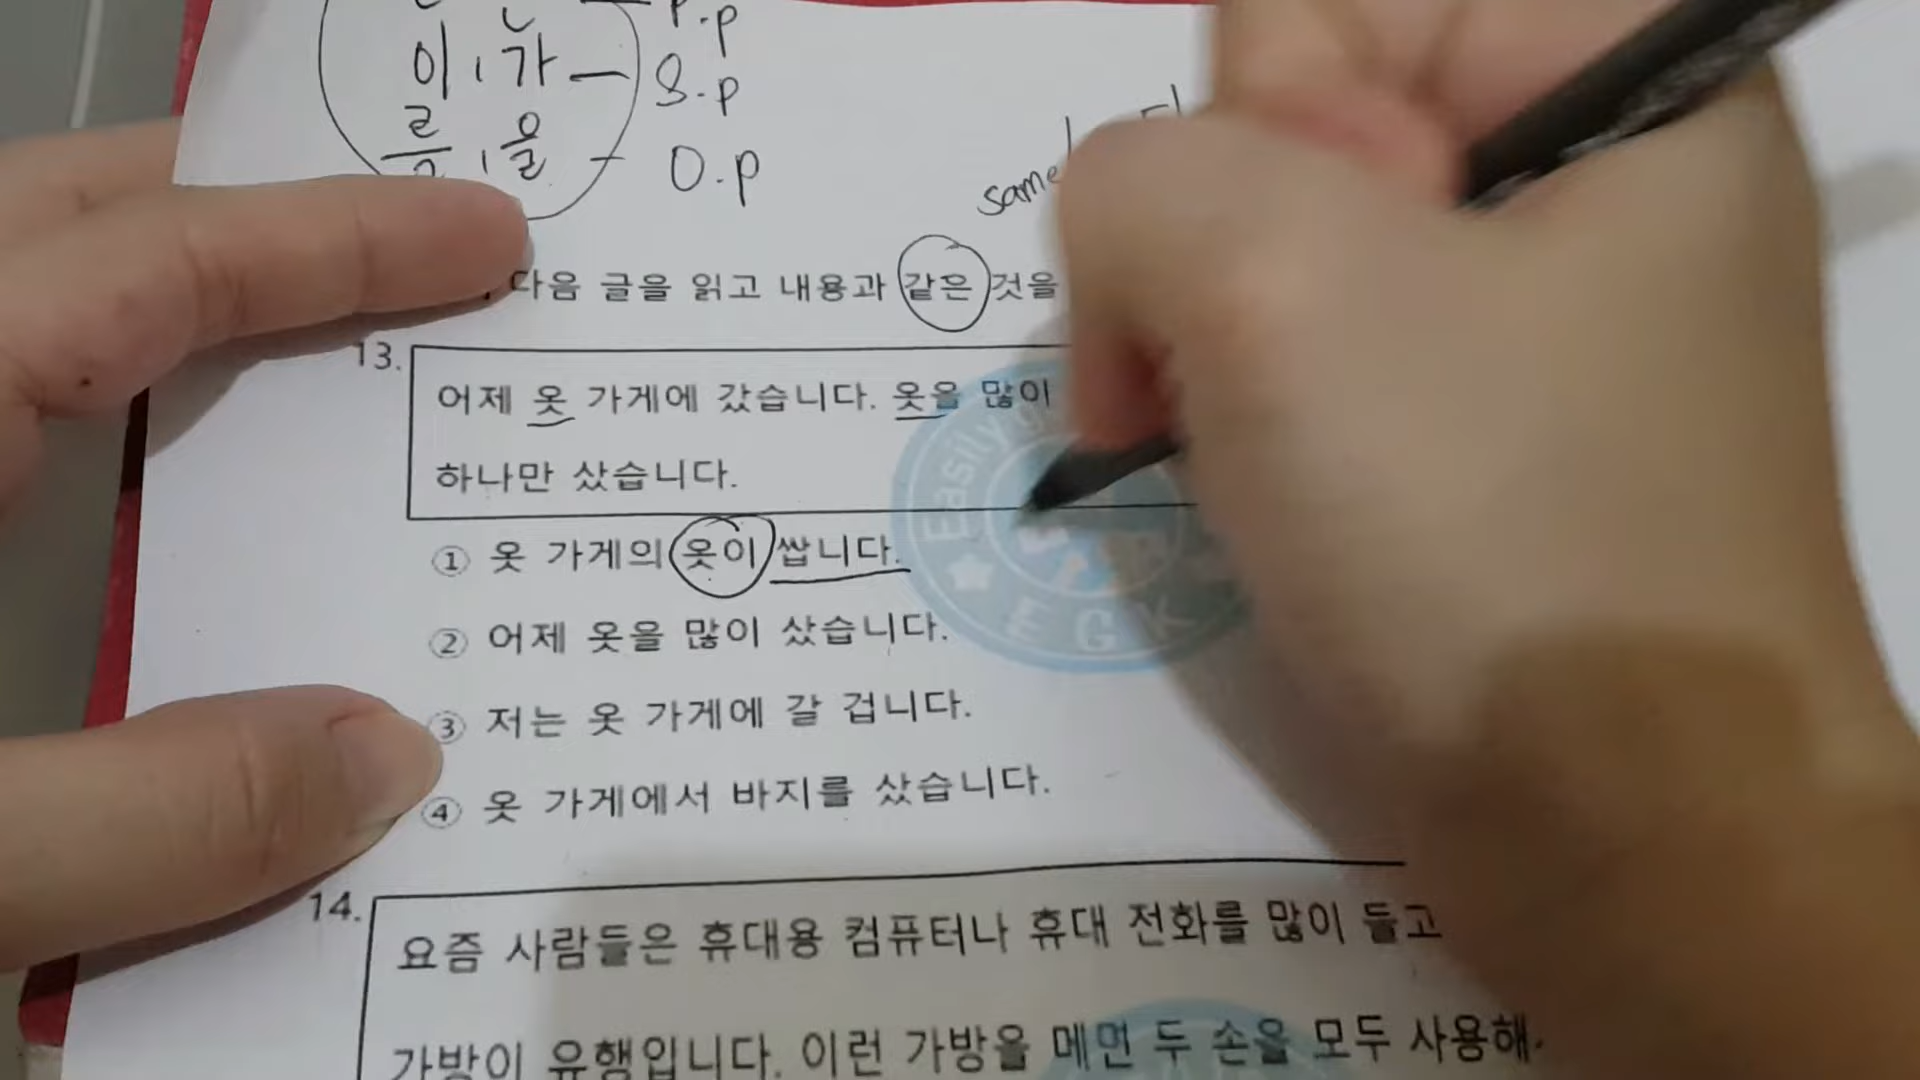 P.P
이, 가 — S.P
를, 을 — O.P
same
다음 글을 읽고 내용과 같은 것을
13.
어제 옷 가게에 갔습니다. 옷을 많이
하나만 샀습니다.
① 옷 가게의 옷이 쌉니다.
② 어제 옷을 많이 샀습니다.
③ 저는 옷 가게에 갈 겁니다.
④ 옷 가게에서 바지를 샀습니다.
Easily
EGK
14.
요즘 사람들은 휴대용 컴퓨터나 휴대 전화를 많이 들고
가방이 유행입니다. 이런 가방을 메면 두 손을 모두 사용해